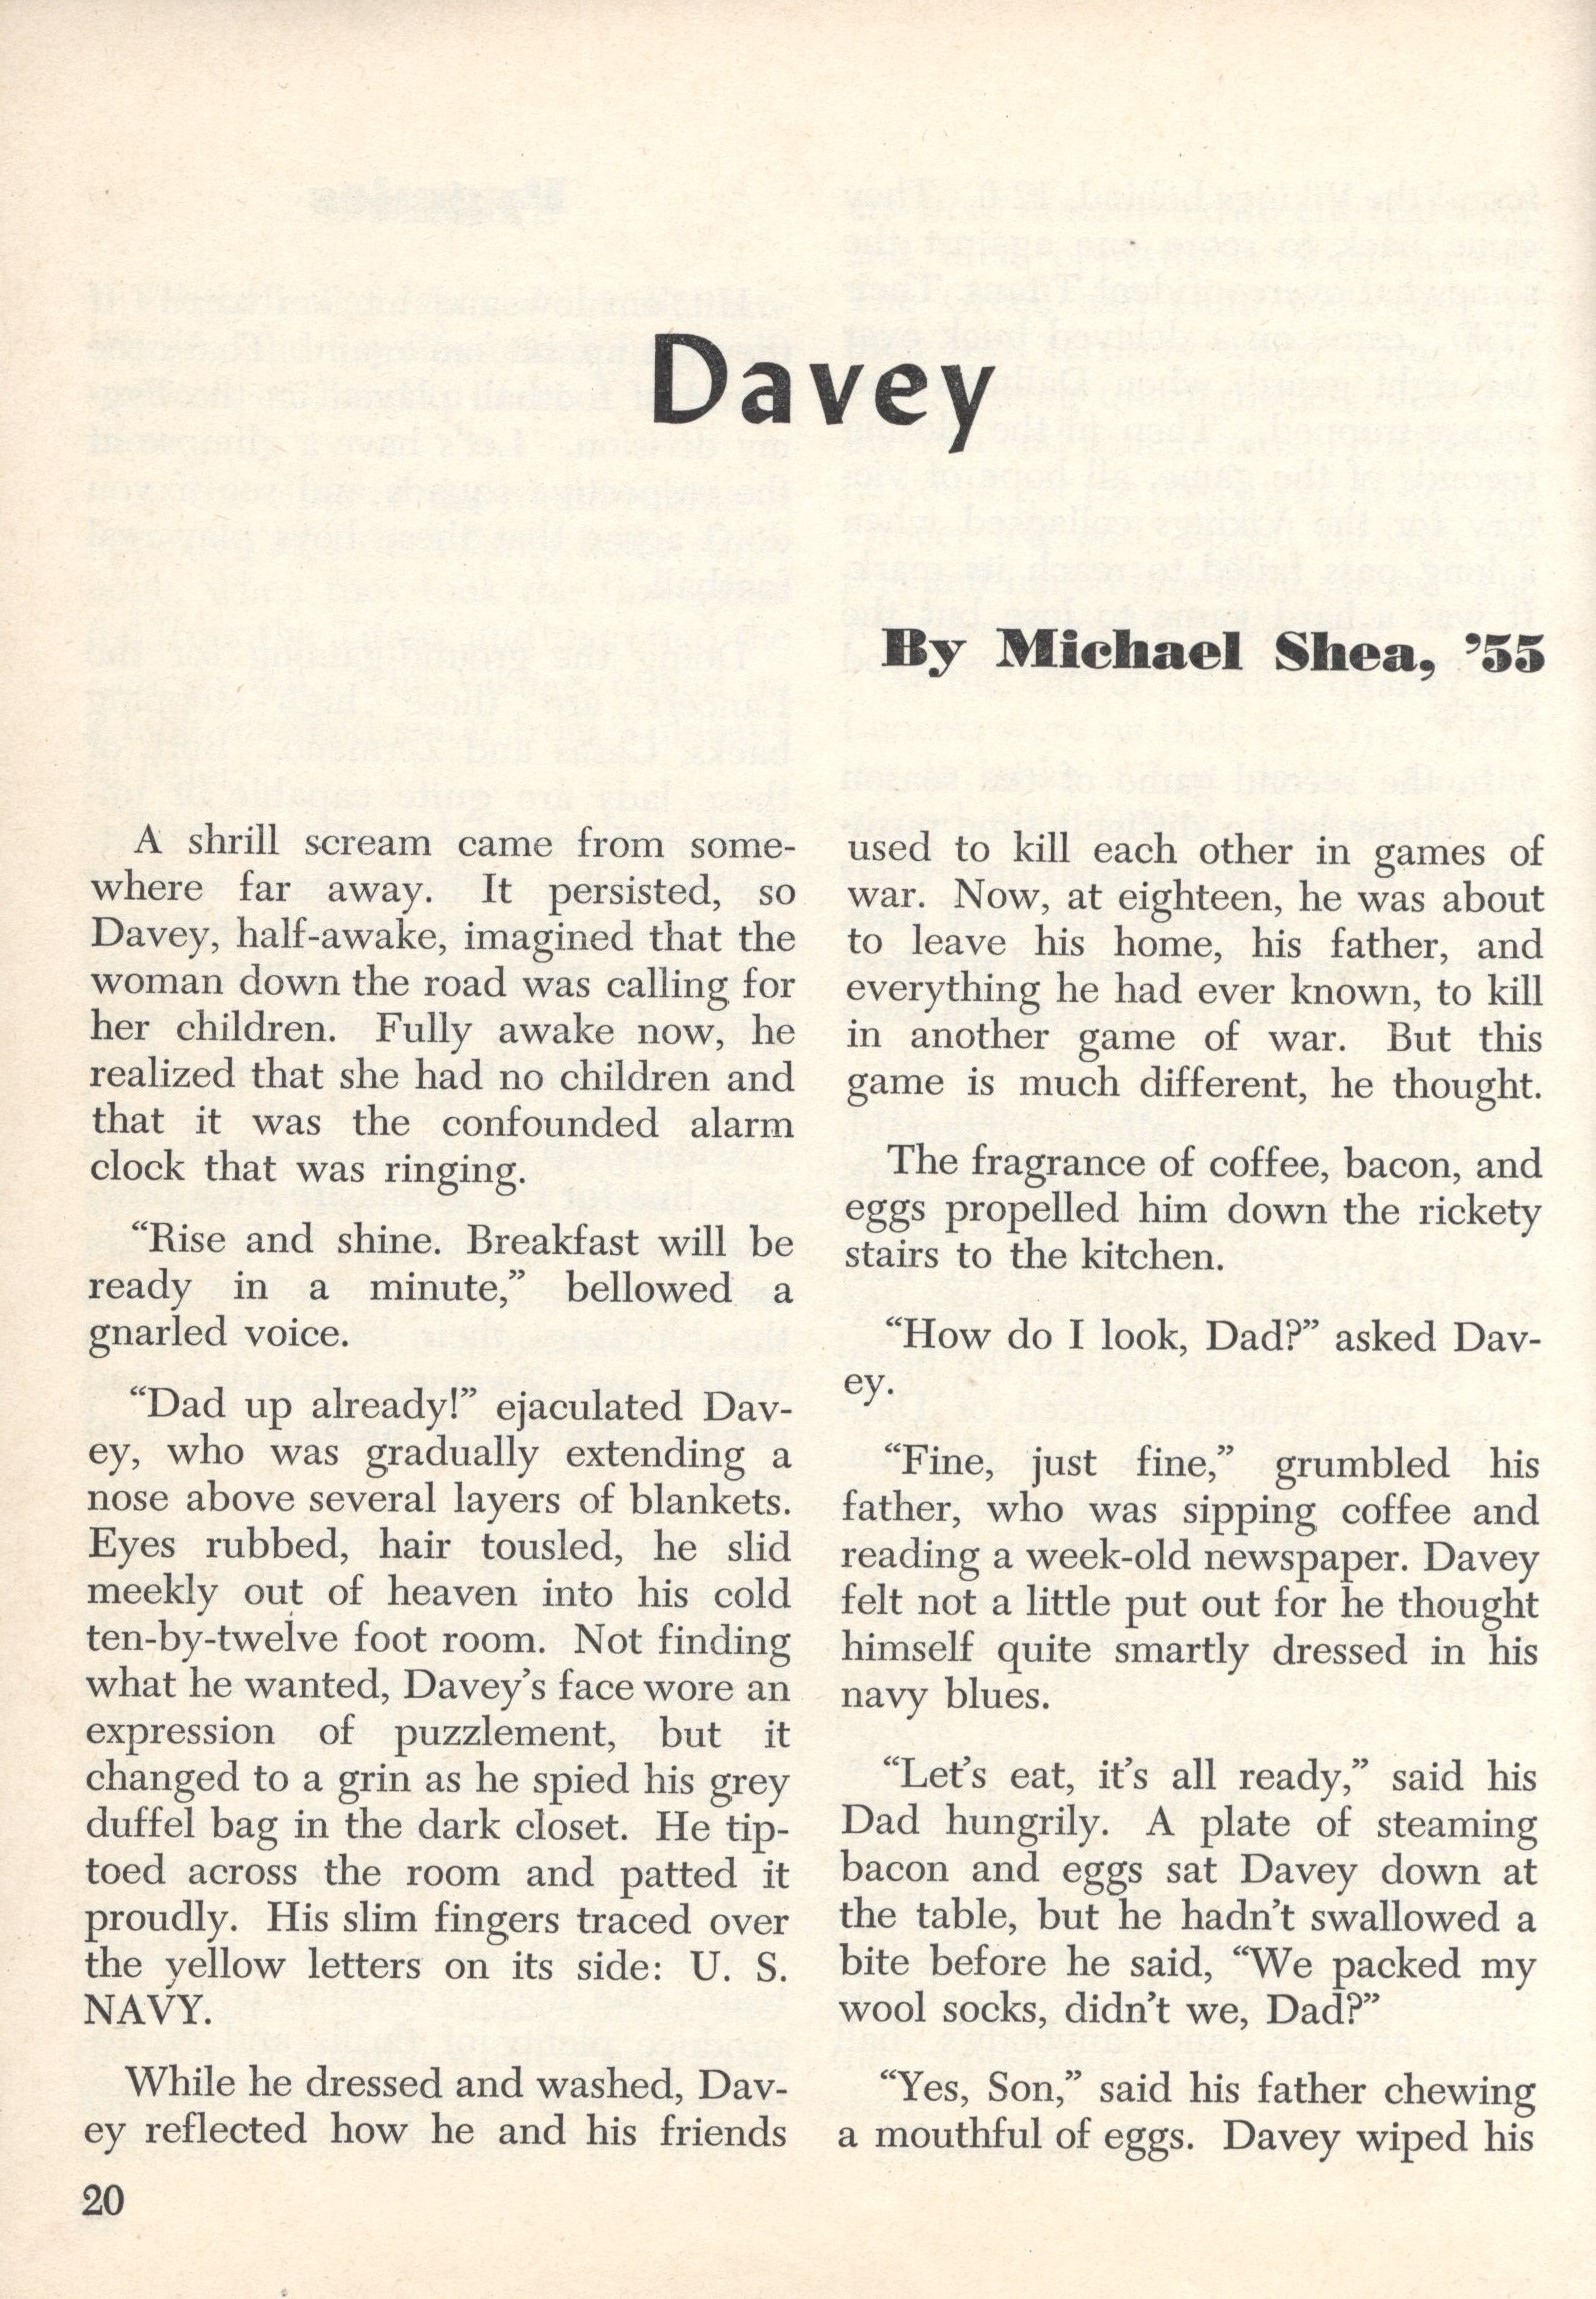 Davey
By Michael Shea, ’55
A shrill scream came from some-
where far away. It persisted, so
Davey, half-awake, imagined that the
woman down the road was calling for
her children. Fully awake now, he
realized that she had no children and
that it was the confounded alarm
clock that was ringing.
“Rise and shine. Breakfast will be
ready in a minute,” bellowed a
gnarled voice.
“Dad up already!” ejaculated Dav-
ey, who was gradually extending a
nose above several layers of blankets.
Eyes rubbed, hair tousled, he slid
meekly out of heaven into his cold
ten-by-twelve foot room. Not finding
what he wanted, Davey’s face wore an
expression of puzzlement, but it
changed to a grin as he spied his grey
duffel bag in the dark closet. He tip-
toed across the room and patted it
proudly. His slim fingers traced over
the yellow letters on its side: U. S.
NAVY.
While he dressed and washed, Dav-
ey reflected how he and his friends
used to kill each other in games of
war. Now, at eighteen, he was about
to leave his home, his father, and
everything he had ever known, to kill
in another game of war. But this
game is much different, he thought.
The fragrance of coffee, bacon, and
eggs propelled him down the rickety
stairs to the kitchen.
“How do I look, Dad?” asked Dav-
ey.
“Fine, just fine,” grumbled his
father, who was sipping coffee and
reading a week-old newspaper. Davey
felt not a little put out for he thought
himself quite smartly dressed in his
navy blues.
“Let’s eat, it’s all ready,” said his
Dad hungrily. A plate of steaming
bacon and eggs sat Davey down at
the table, but he hadn’t swallowed a
bite before he said, “We packed my
wool socks, didn’t we, Dad?”
“Yes, Son,” said his father chewing
a mouthful of eggs. Davey wiped his
20